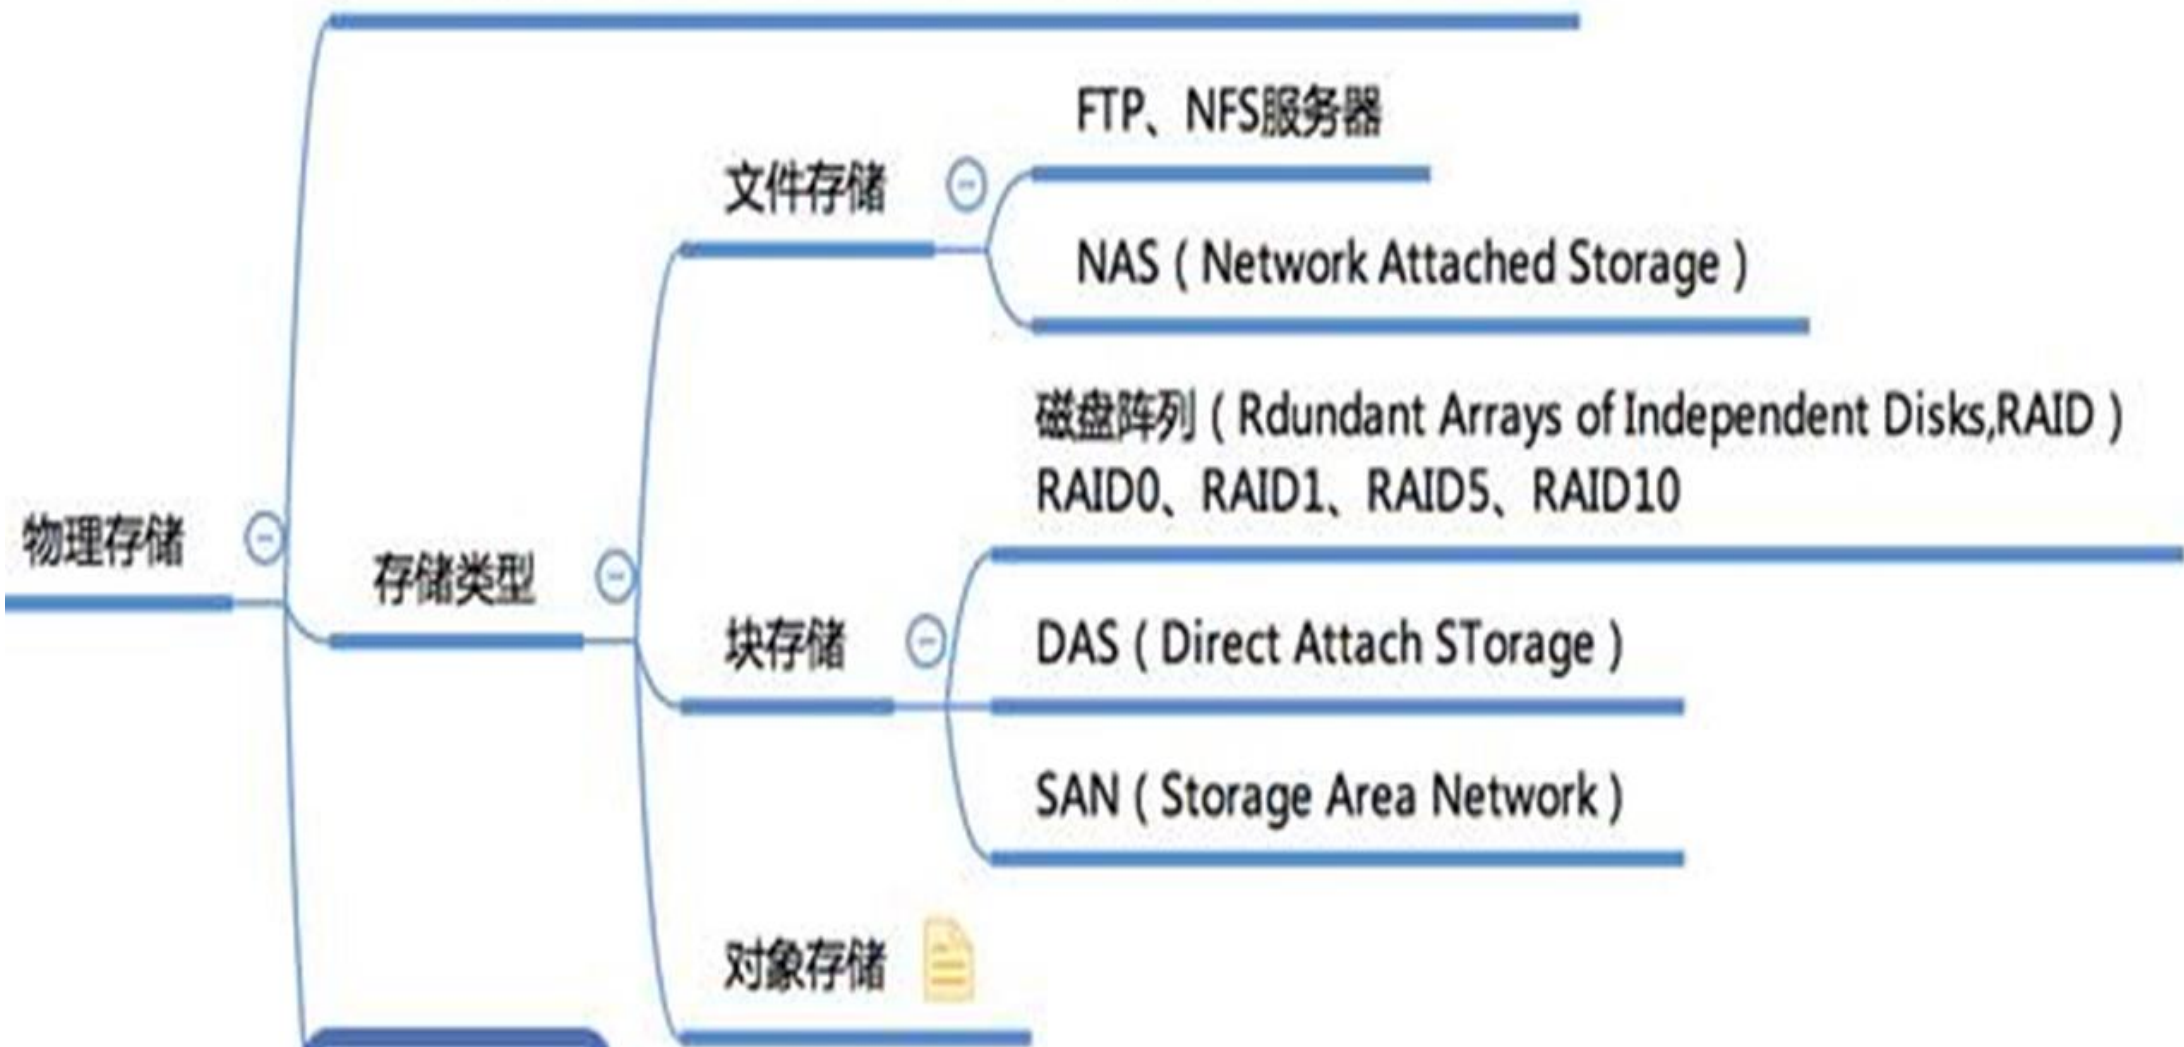 FTP、NFS服务器
文件存储
NAS（Network Attached Storage）
磁盘阵列（Rdundant Arrays of Independent Disks,RAID）
RAID0、RAID1、RAID5、RAID10
物理存储
存储类型
块存储
DAS（Direct Attach STorage）
SAN（Storage Area Network）
对象存储